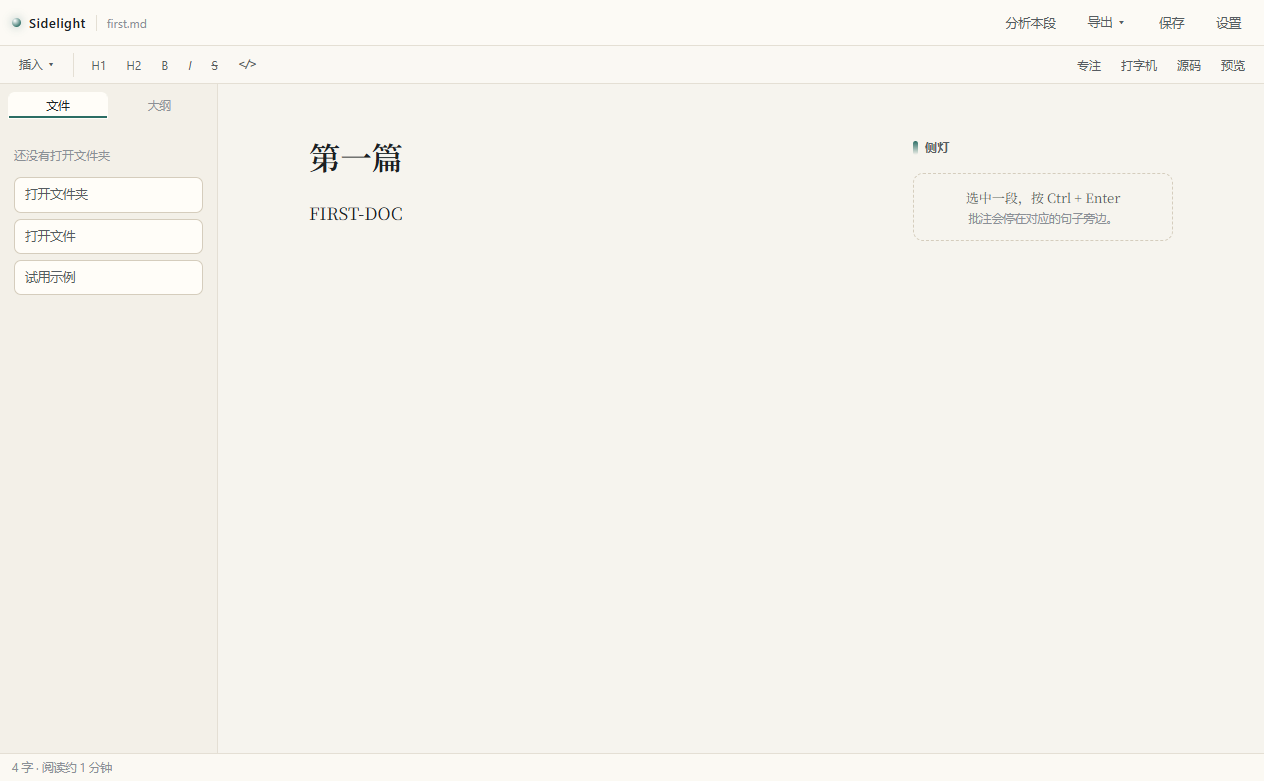 Sidelight first.md 分析本段 导出 ▾ 保存 设置
插入 ▾ H1 H2 B I S </> 专注 打字机 源码 预览
文件 大纲
还没有打开文件夹
打开文件夹
打开文件
试用示例
第一篇
FIRST-DOC
侧灯
选中一段，按 Ctrl + Enter
批注会停在对应的句子旁边。
4 字 · 阅读约 1 分钟